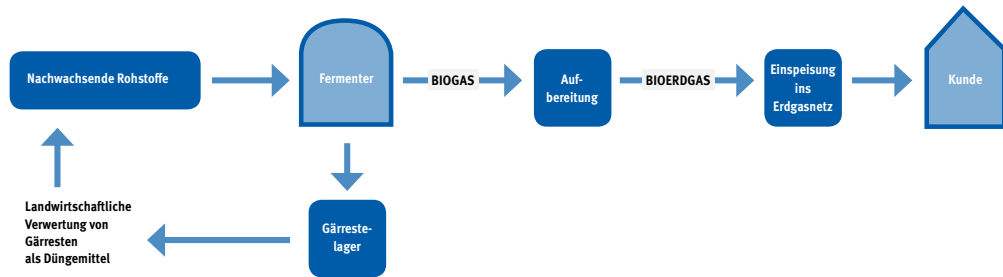 Nachwachsende Rohstoffe
Fermenter
BIOGAS
Auf-
bereitung
BIOERDGAS
Einspeisung
ins
Erdgasnetz
Kunde
Landwirtschaftliche
Verwertung von
Gärresten
als Düngemittel
Gärreste-
lager